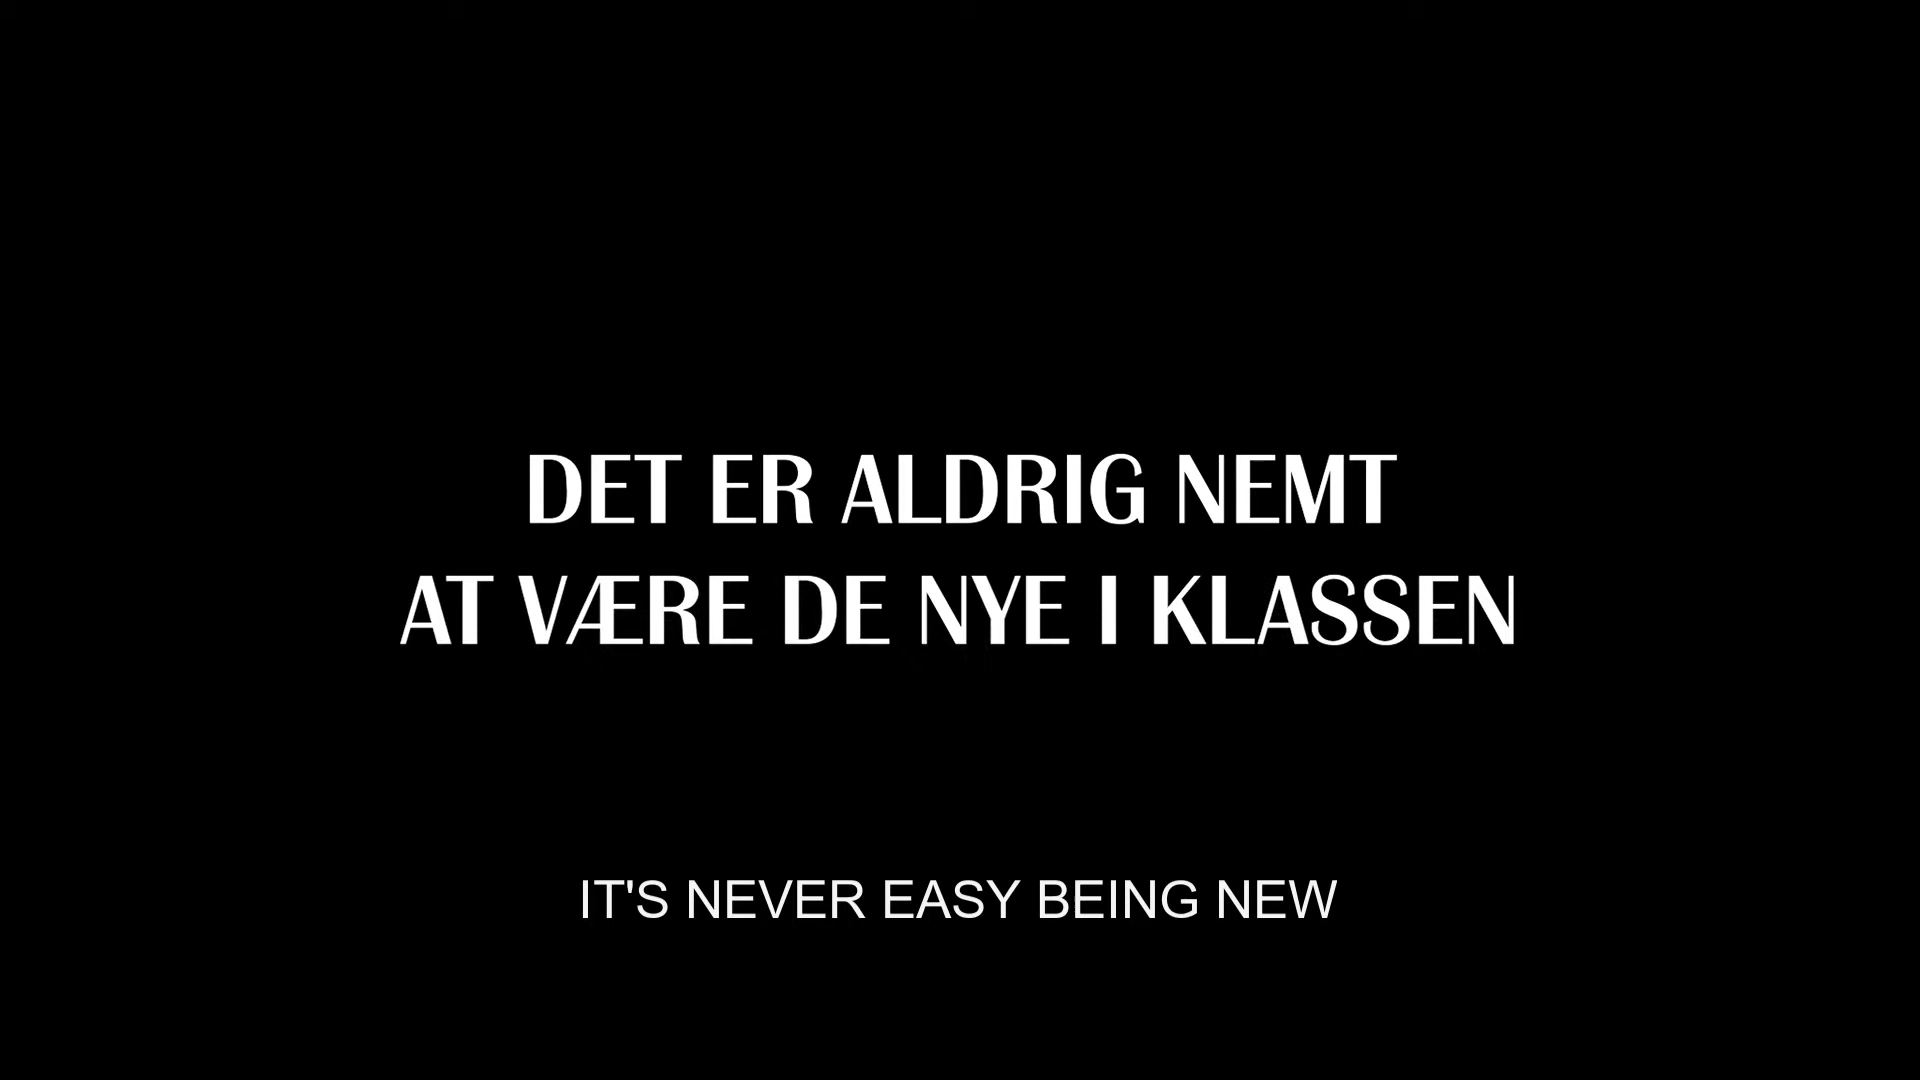 DET ER ALDRIG NEMT
AT VÆRE DE NYE I KLASSEN
IT'S NEVER EASY BEING NEW